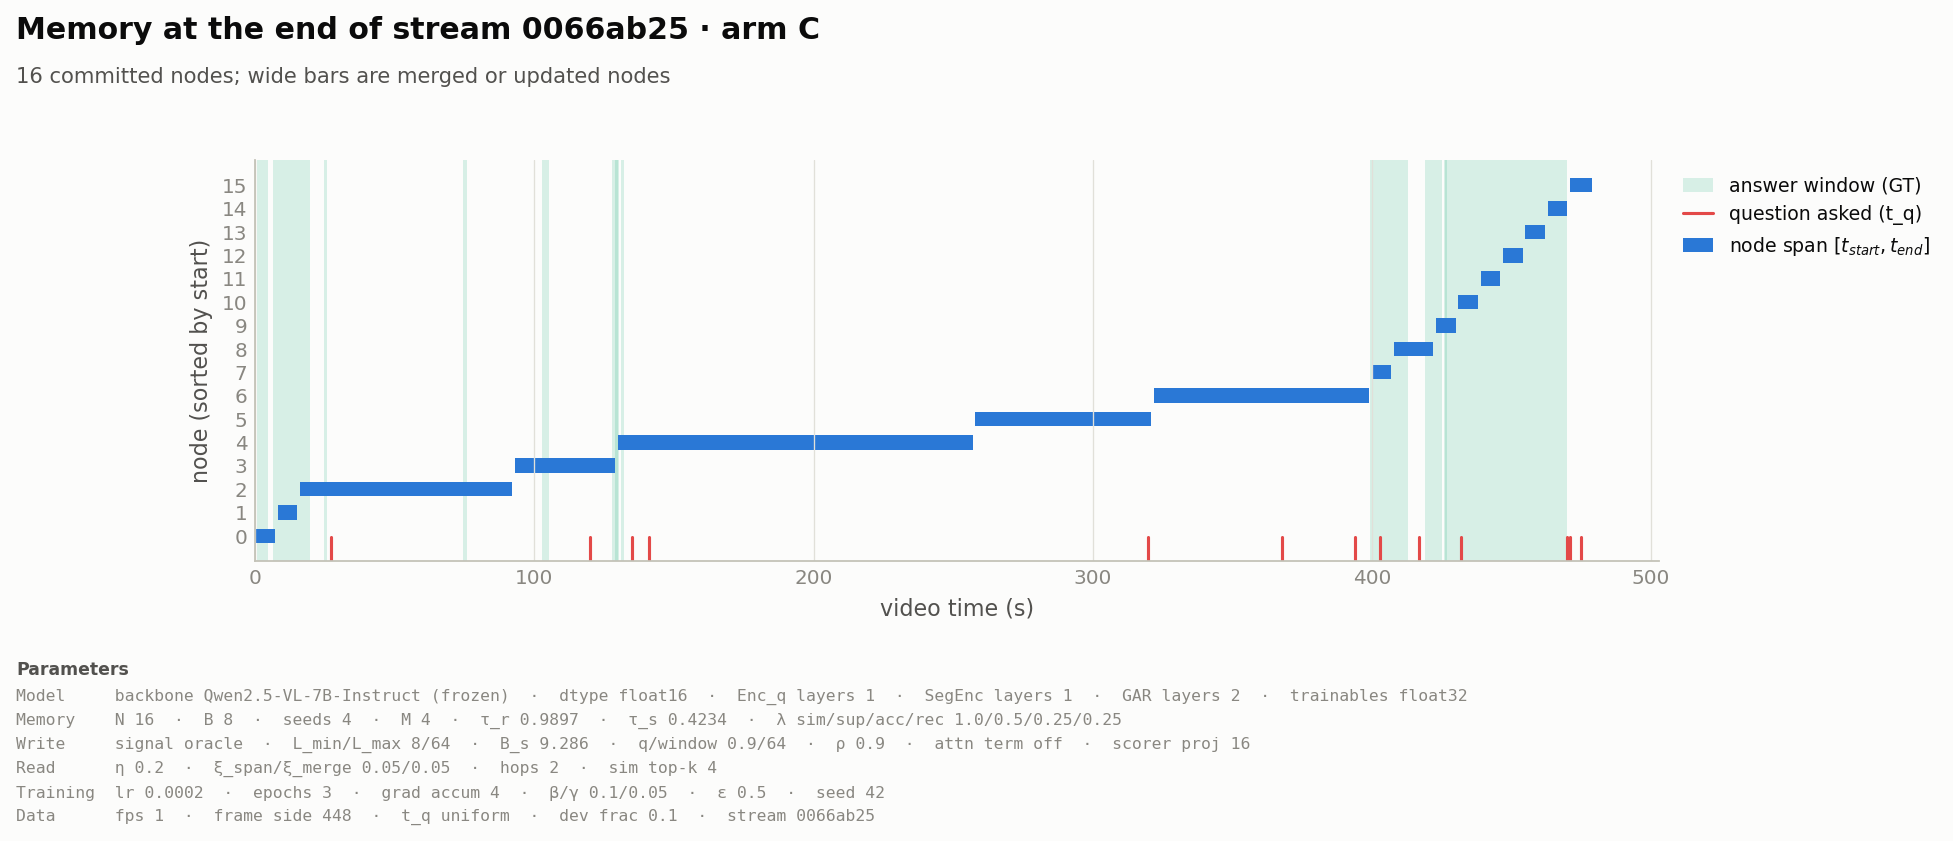 Memory at the end of stream 0066ab25 · arm C
16 committed nodes; wide bars are merged or updated nodes
node (sorted by start)
15
14
13
12
11
10
9
8
7
6
5
4
3
2
1
0
0 100 200 300 400 500
video time (s)
answer window (GT)
question asked (t_q)
node span [t_start, t_end]
Parameters
Model backbone Qwen2.5-VL-7B-Instruct (frozen) · dtype float16 · Enc_q layers 1 · SegEnc layers 1 · GAR layers 2 · trainables float32
Memory N 16 · B 8 · seeds 4 · M 4 · τ_r 0.9897 · τ_s 0.4234 · λ sim/sup/acc/rec 1.0/0.5/0.25/0.25
Write signal oracle · L_min/L_max 8/64 · B_s 9.286 · q/window 0.9/64 · ρ 0.9 · attn term off · scorer proj 16
Read η 0.2 · ξ_span/ξ_merge 0.05/0.05 · hops 2 · sim top-k 4
Training lr 0.0002 · epochs 3 · grad accum 4 · β/γ 0.1/0.05 · ε 0.5 · seed 42
Data fps 1 · frame side 448 · t_q uniform · dev frac 0.1 · stream 0066ab25